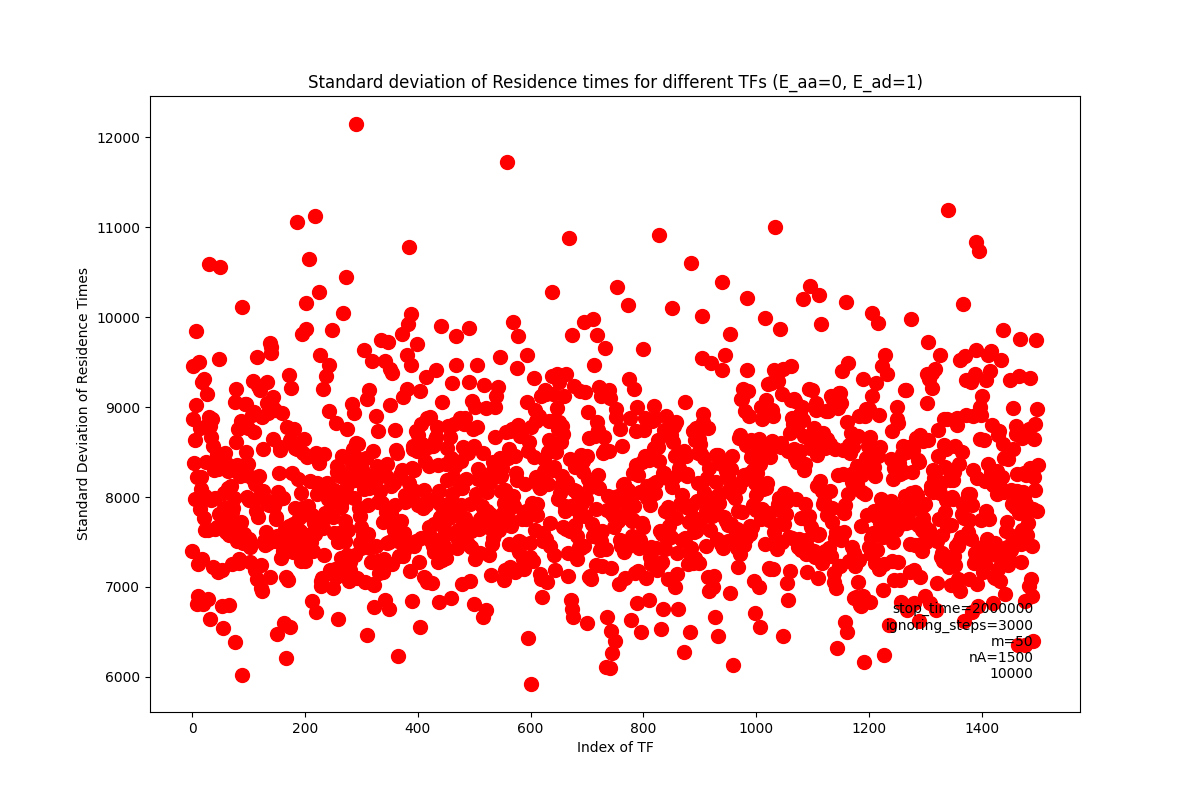 Standard deviation of Residence times for different TFs (E_aa=0, E_ad=1)
12000
11000
10000
9000
8000
7000
6000
Standard Deviation of Residence Times
stop_time=2000000
ignoring_steps=3000
m=50
nA=1500
10000
0 200 400 600 800 1000 1200 1400
Index of TF